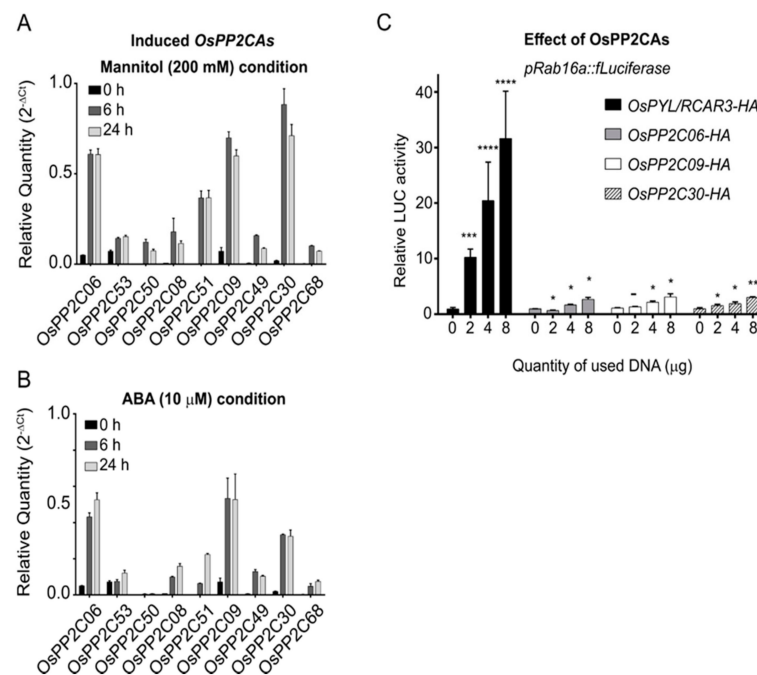 A
Induced OsPP2CAs
Mannitol (200 mM) condition
Relative Quantity (2-ΔCt)
1.0
0.5
0.0
0 h
6 h
24 h
OsPP2C06
OsPP2C53
OsPP2C50
OsPP2C08
OsPP2C51
OsPP2C09
OsPP2C49
OsPP2C30
OsPP2C68
B
ABA (10 μM) condition
Relative Quantity (2-ΔCt)
1.0
0.5
0.0
0 h
6 h
24 h
OsPP2C06
OsPP2C53
OsPP2C50
OsPP2C08
OsPP2C51
OsPP2C09
OsPP2C49
OsPP2C30
OsPP2C68
C
Effect of OsPP2CAs
pRab16a::fLuciferase
Relative LUC activity
40
30
20
10
0
*** **** ****
* * *
- * *
* * **
OsPYL/RCAR3-HA
OsPP2C06-HA
OsPP2C09-HA
OsPP2C30-HA
0 2 4 8 0 2 4 8 0 2 4 8 0 2 4 8
Quantity of used DNA (μg)